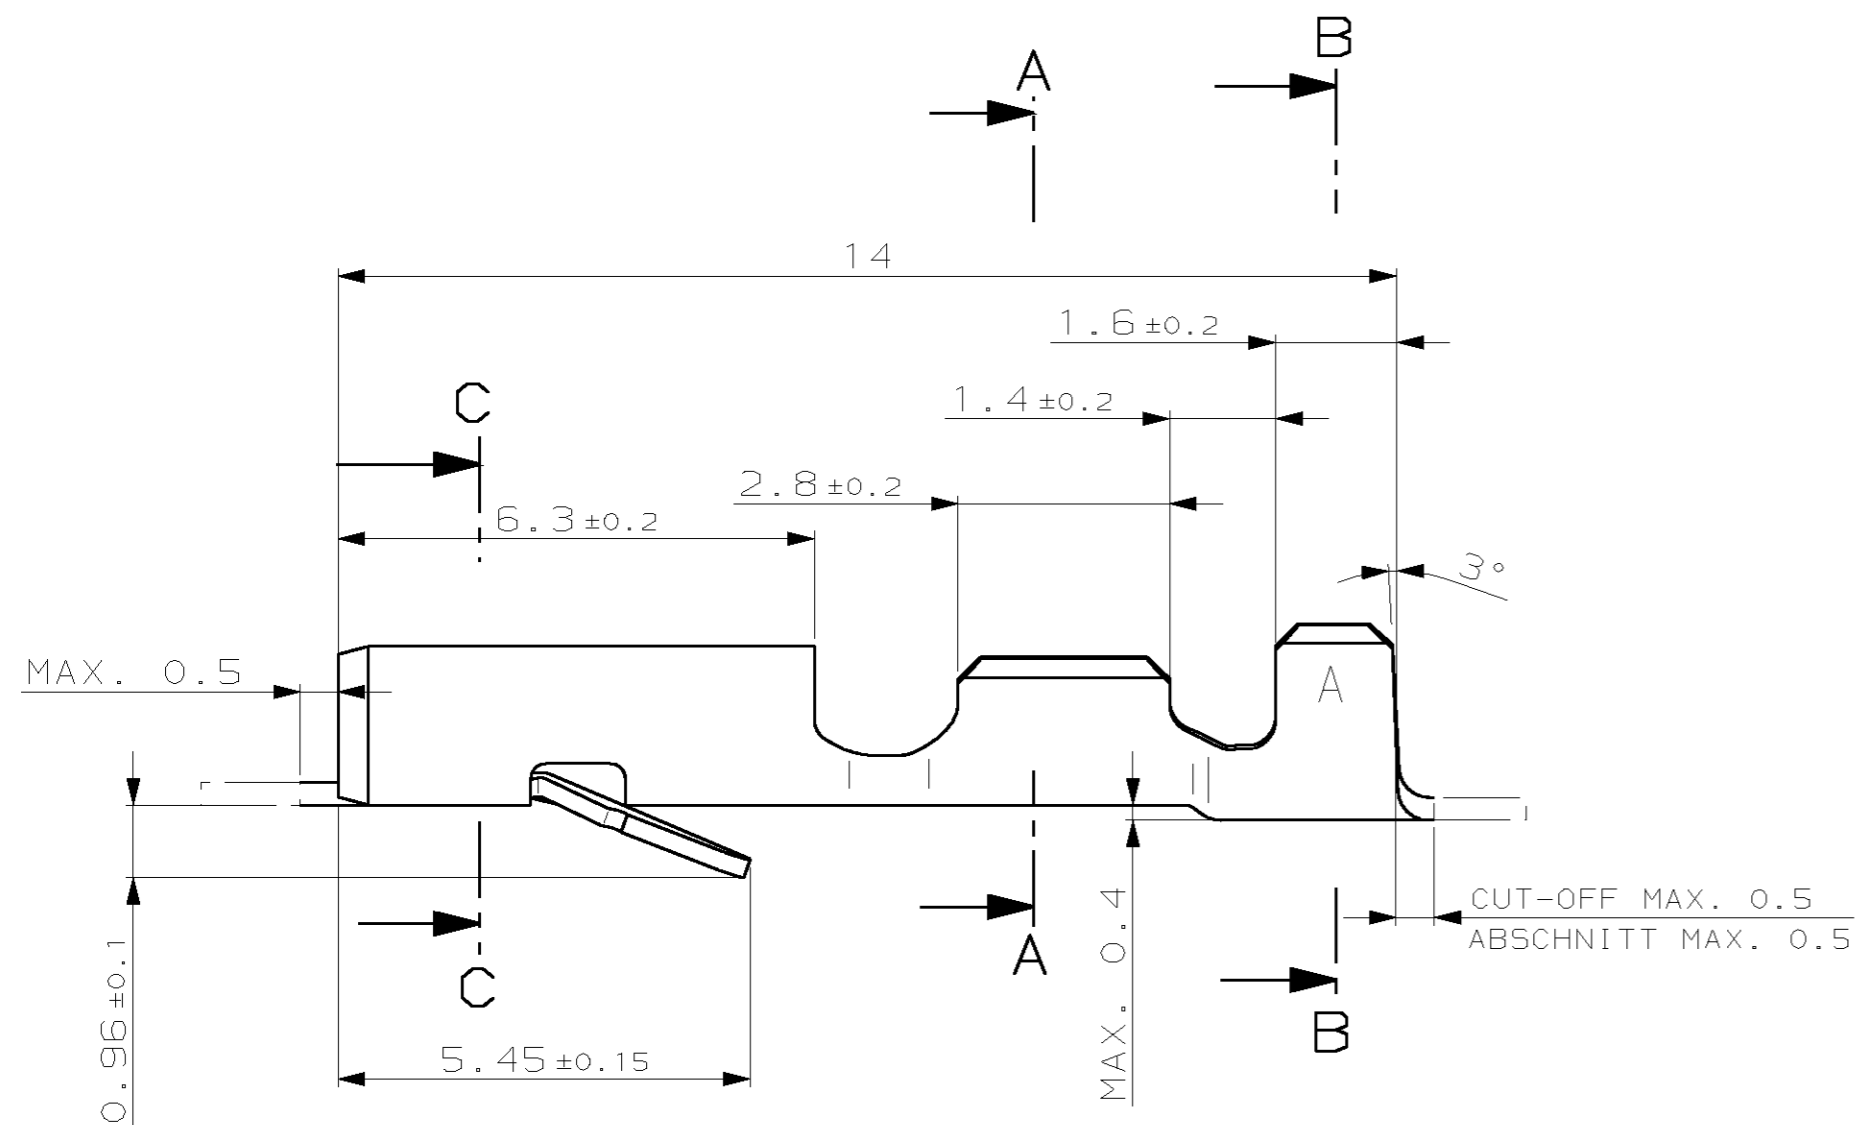 B
A
14
1.6±0.2
C
1.4±0.2
2.8±0.2
6.3±0.2
3°
MAX. 0.5
A
CUT-OFF MAX. 0.5
ABSCHNITT MAX. 0.5
MAX. 0.4
0.96±0.1
A
C
B
5.45±0.15